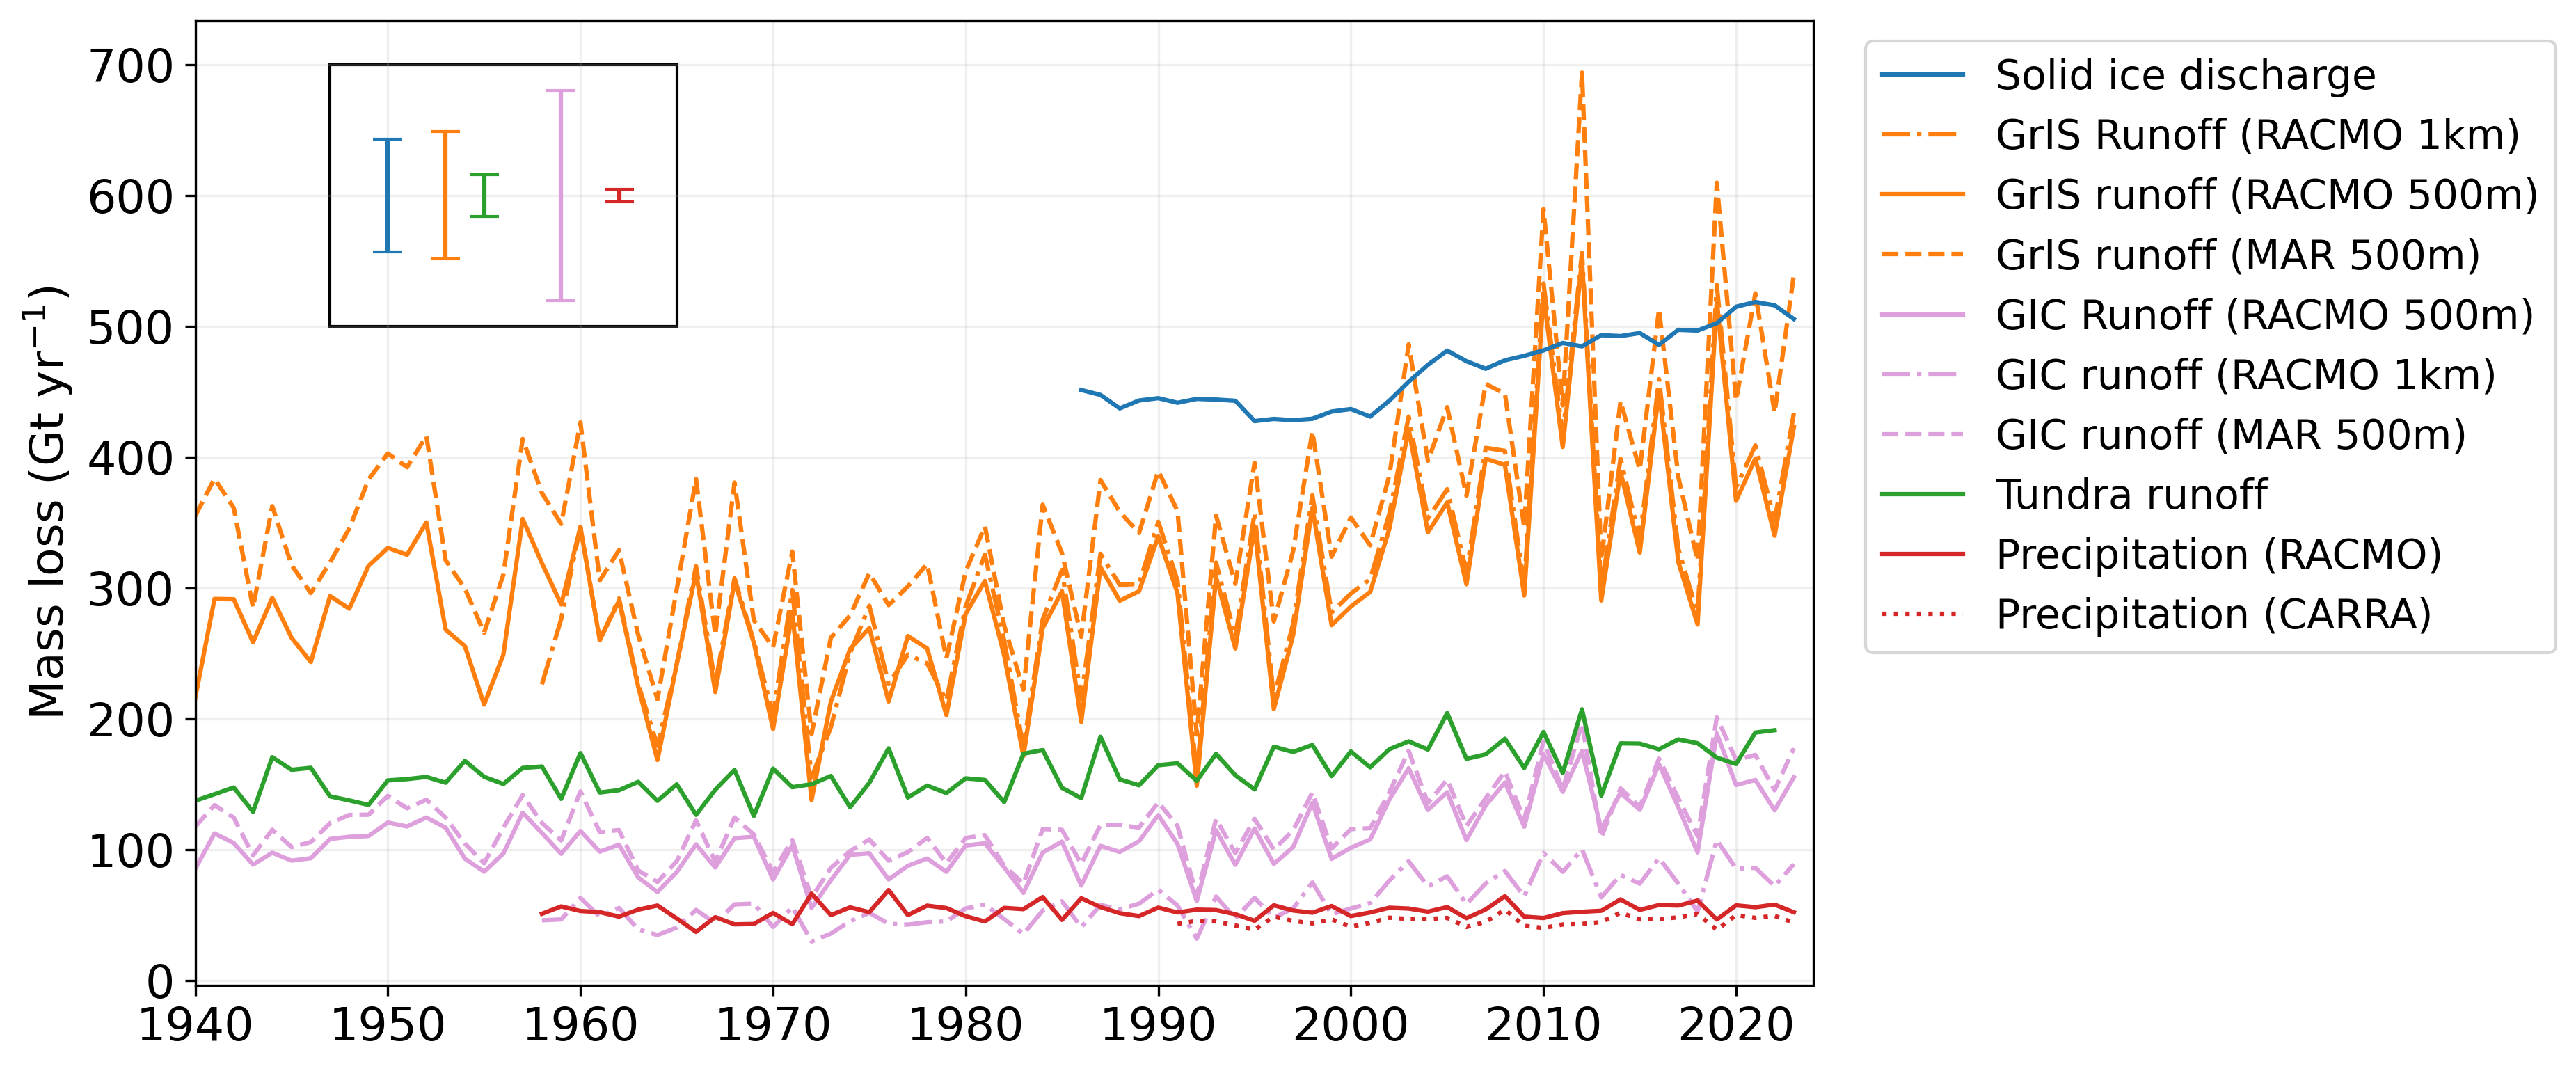 Mass loss (Gt yr⁻¹)
700
600
500
400
300
200
100
0
1940 1950 1960 1970 1980 1990 2000 2010 2020
Solid ice discharge
GrIS Runoff (RACMO 1km)
GrIS runoff (RACMO 500m)
GrIS runoff (MAR 500m)
GIC Runoff (RACMO 500m)
GIC runoff (RACMO 1km)
GIC runoff (MAR 500m)
Tundra runoff
Precipitation (RACMO)
Precipitation (CARRA)